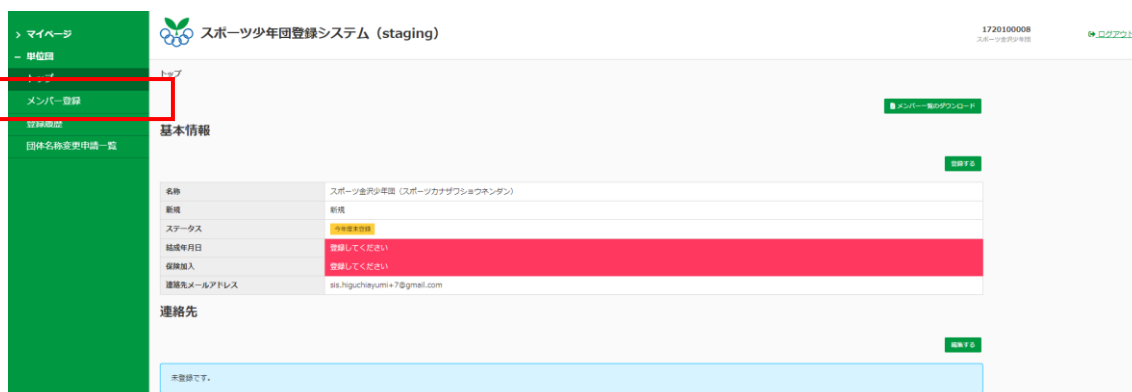 > マイページ
− 単位団
トップ
メンバー登録
登録履歴
団体名称変更申請一覧
スポーツ少年団登録システム (staging)
1720100008
スポーツ金沢少年団
ログアウト
トップ
メンバー一覧のダウンロード
基本情報
登録する
名称 スポーツ金沢少年団 (スポーツカナザワショウネンダン)
新規 新規
ステータス 今年度未登録
結成年月日 登録してください
保険加入 登録してください
連絡先メールアドレス sis.higuchiayumi+7@gmail.com
連絡先
編集する
未登録です。